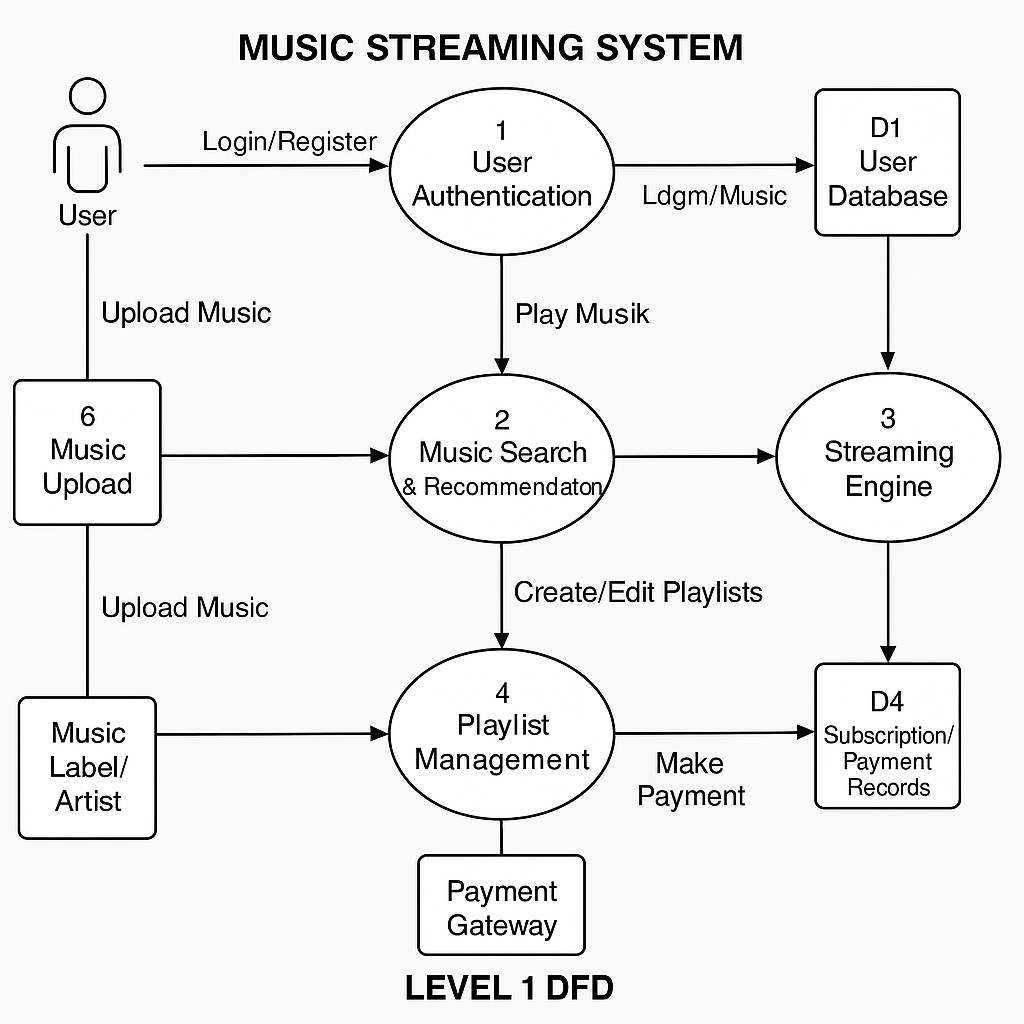 MUSIC STREAMING SYSTEM
User
Login/Register
1
User
Authentication
Ldgm/Music
D1
User
Database
Upload Music
Play Musik
6
Music
Upload
2
Music Search
& Recommendaton
3
Streaming
Engine
Upload Music
Create/Edit Playlists
Music
Label/
Artist
4
Playlist
Management
Make
Payment
D4
Subscription/
Payment
Records
Payment
Gateway
LEVEL 1 DFD